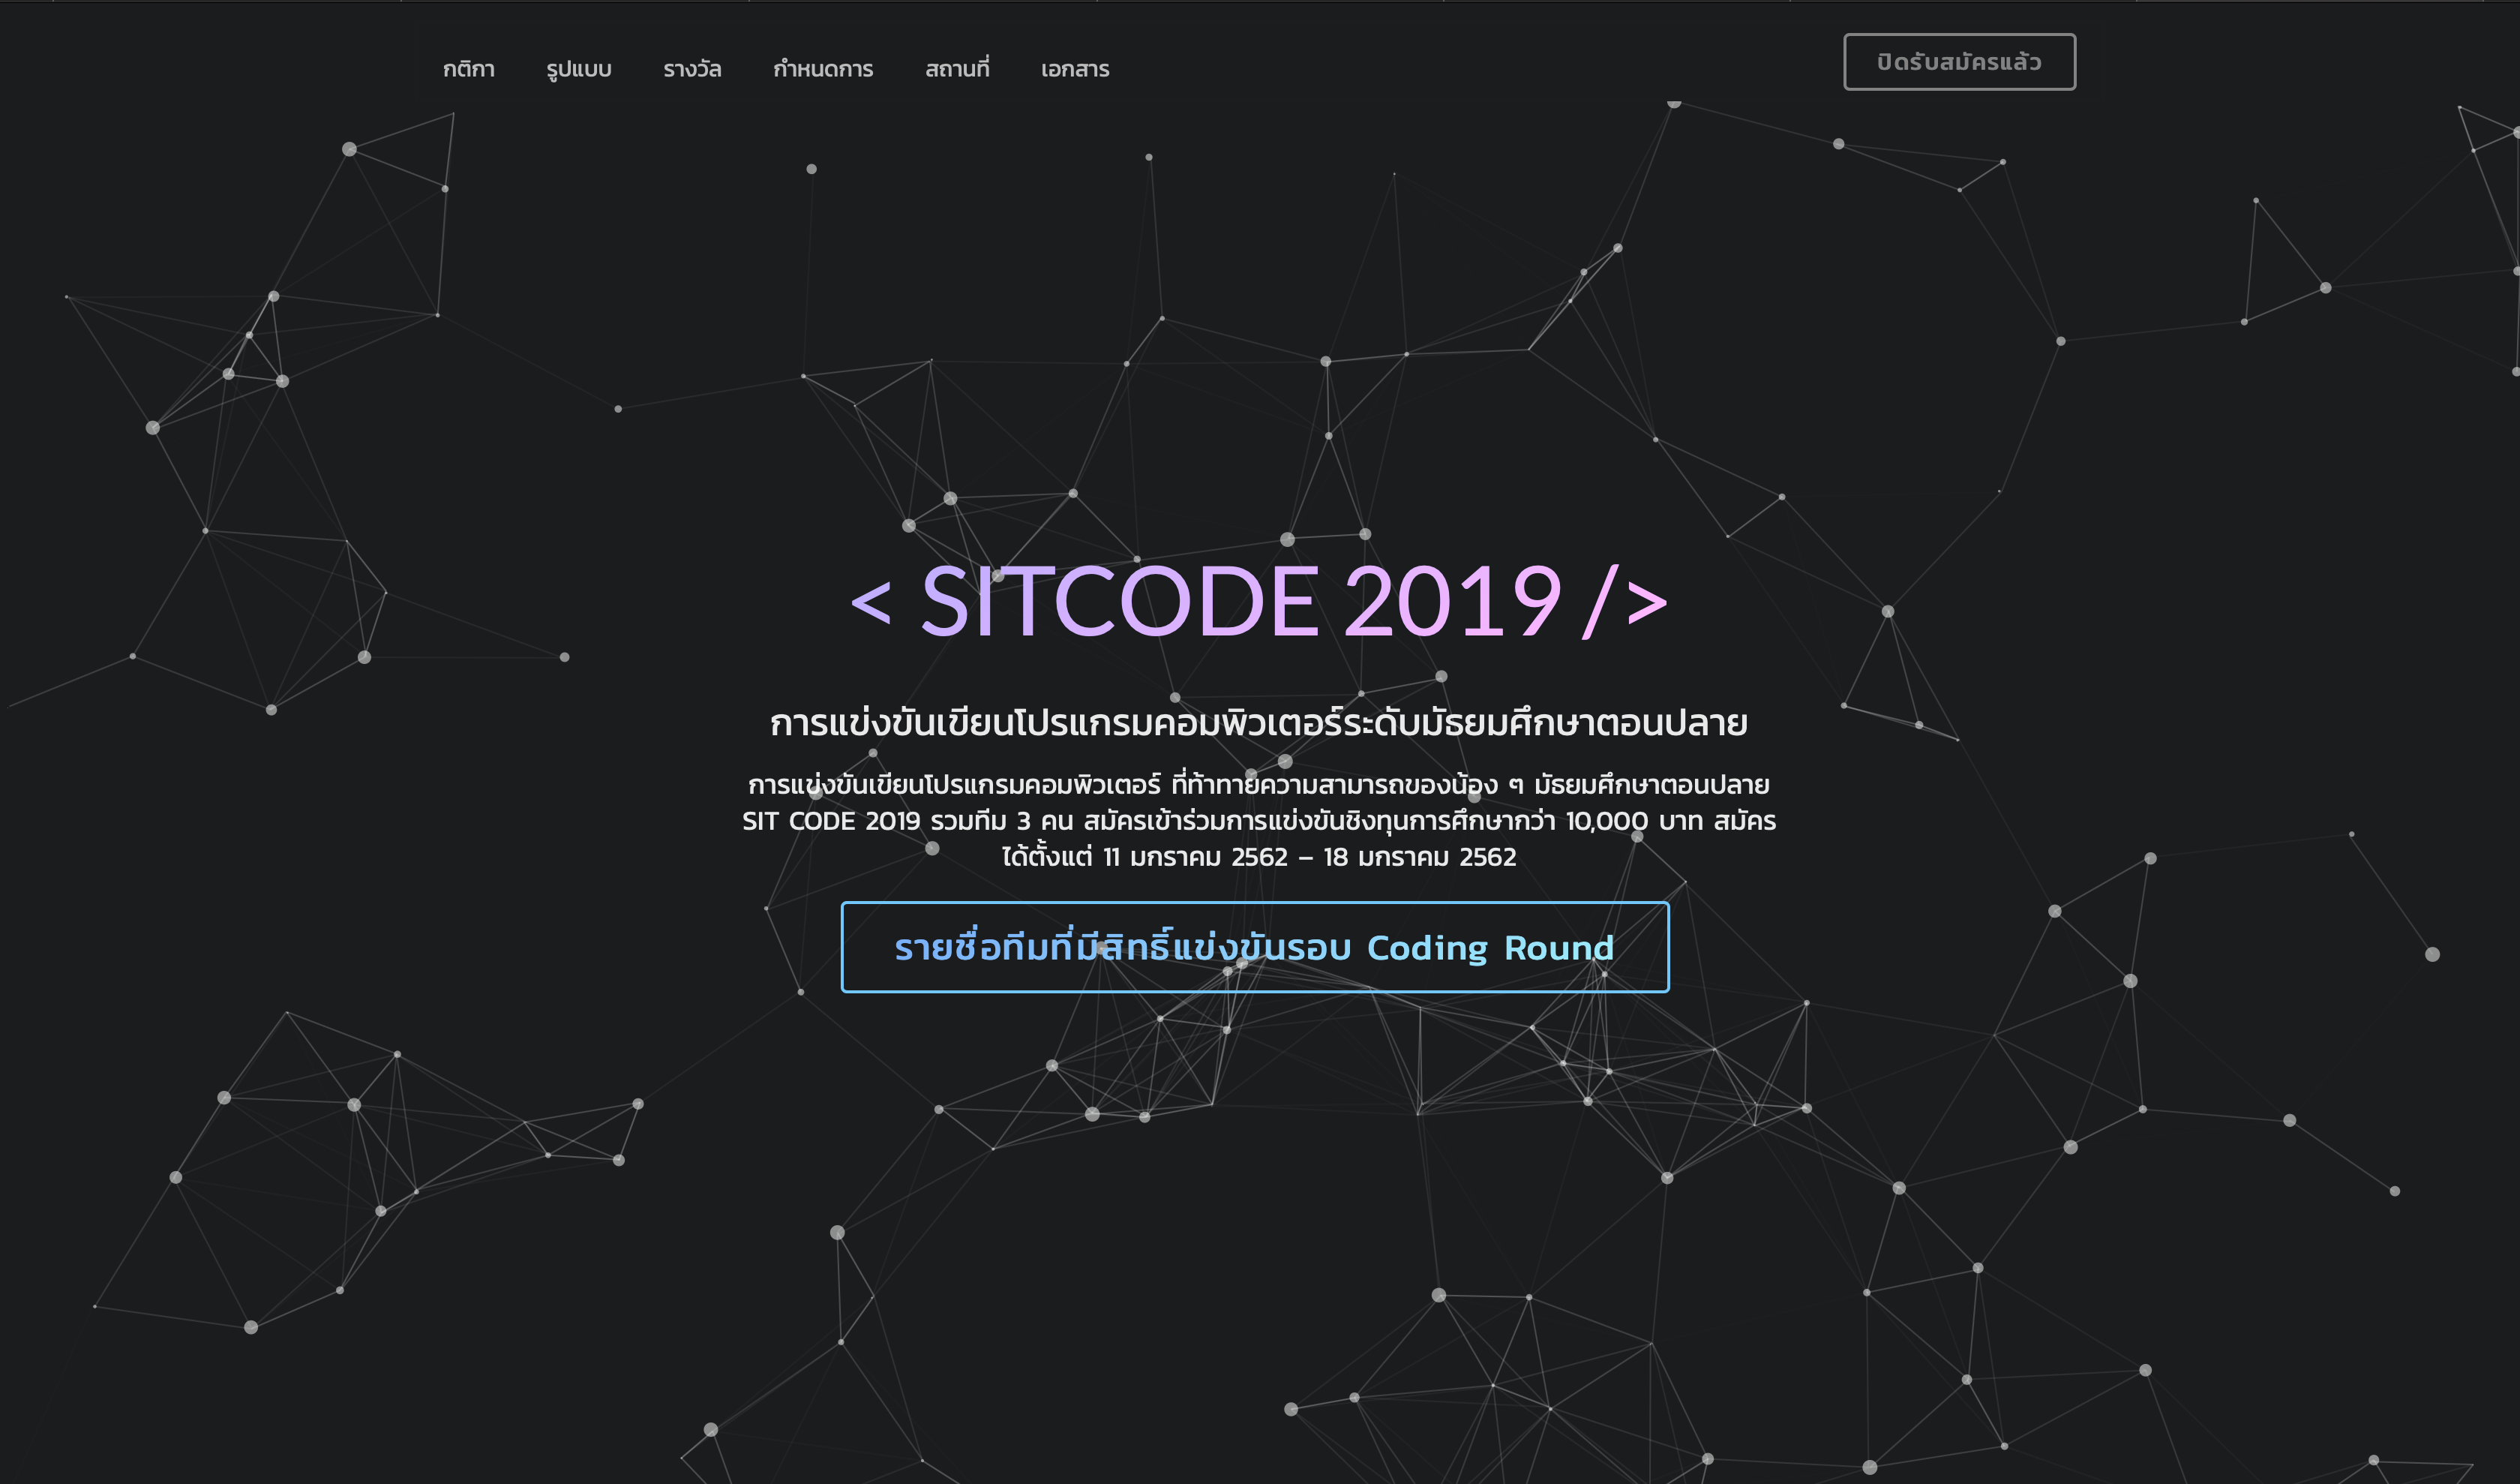 กติกา รูปแบบ รางวัล กำหนดการ สถานที่ เอกสาร ปิดรับสมัครแล้ว
< SITCODE 2019 />
การแข่งขันเขียนโปรแกรมคอมพิวเตอร์ระดับมัธยมศึกษาตอนปลาย
การแข่งขันเขียนโปรแกรมคอมพิวเตอร์ ที่ท้าทายความสามารถของน้อง ๆ มัธยมศึกษาตอนปลาย
SIT CODE 2019 รวมทีม 3 คน สมัครเข้าร่วมการแข่งขันชิงทุนการศึกษากว่า 10,000 บาท สมัคร
ได้ตั้งแต่ 11 มกราคม 2562 – 18 มกราคม 2562
รายชื่อทีมที่มีสิทธิ์แข่งขันรอบ Coding Round